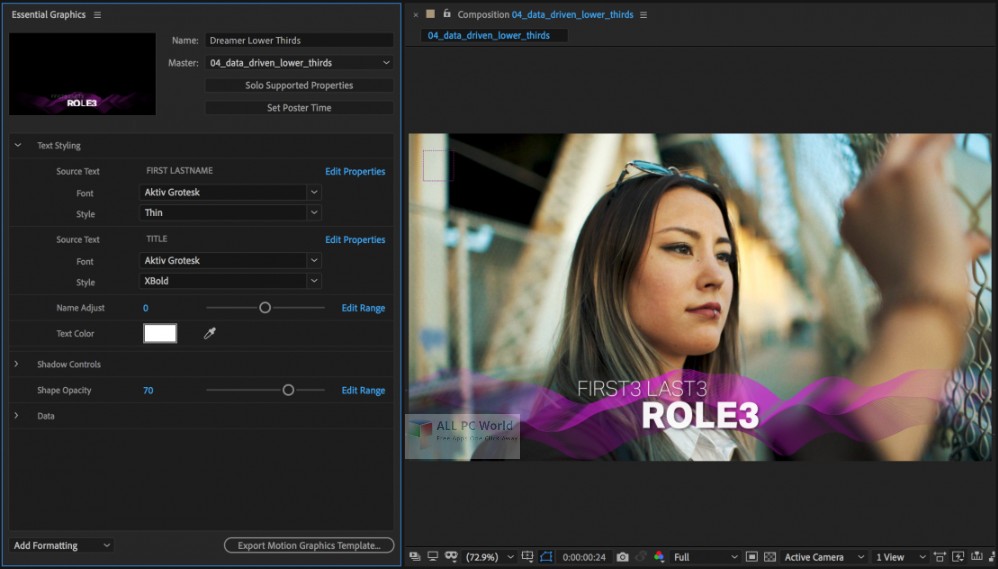 Essential Graphics
Name: Dreamer Lower Thirds
Master: 04_data_driven_lower_thirds
Solo Supported Properties
Set Poster Time
ROLE3
Text Styling
Source Text FIRST LASTNAME Edit Properties
Font Aktiv Grotesk
Style Thin
Source Text TITLE Edit Properties
Font Aktiv Grotesk
Style XBold
Name Adjust 0 Edit Range
Text Color
Shadow Controls
Shape Opacity 70 Edit Range
Data
Add Formatting Export Motion Graphics Template...
Composition 04_data_driven_lower_thirds
04_data_driven_lower_thirds
FIRST3 LAST3
ROLE3
ALL PC World
Free Apps One Click Away
(72.9%) 0:00:00:24 Full Active Camera 1 View